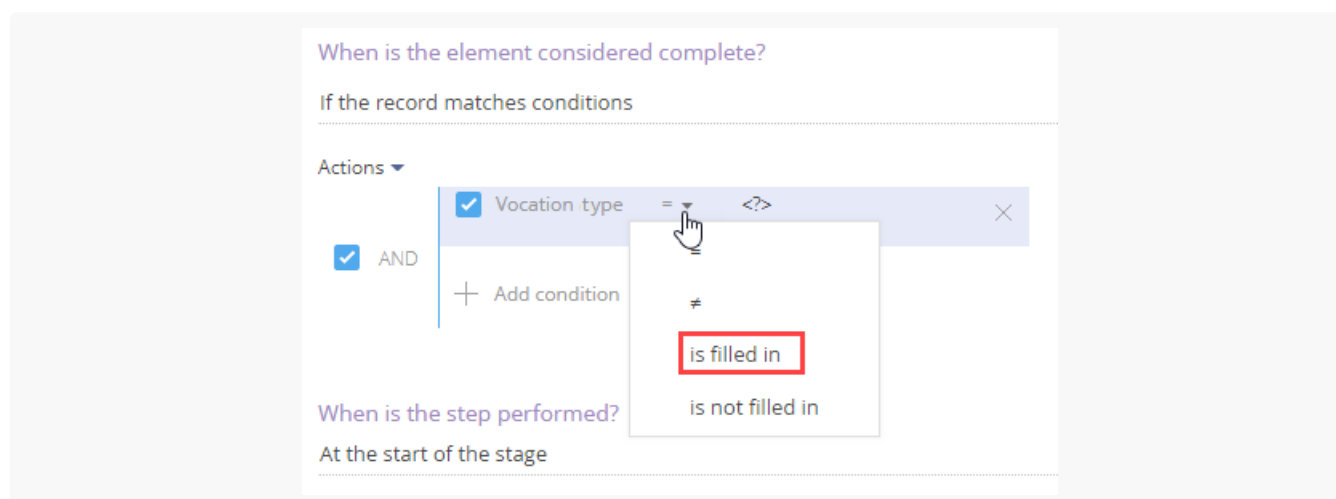 When is the element considered complete?
If the record matches conditions
Actions
Vocation type = <?>
AND
=
Add condition
≠
is filled in
is not filled in
When is the step performed?
At the start of the stage